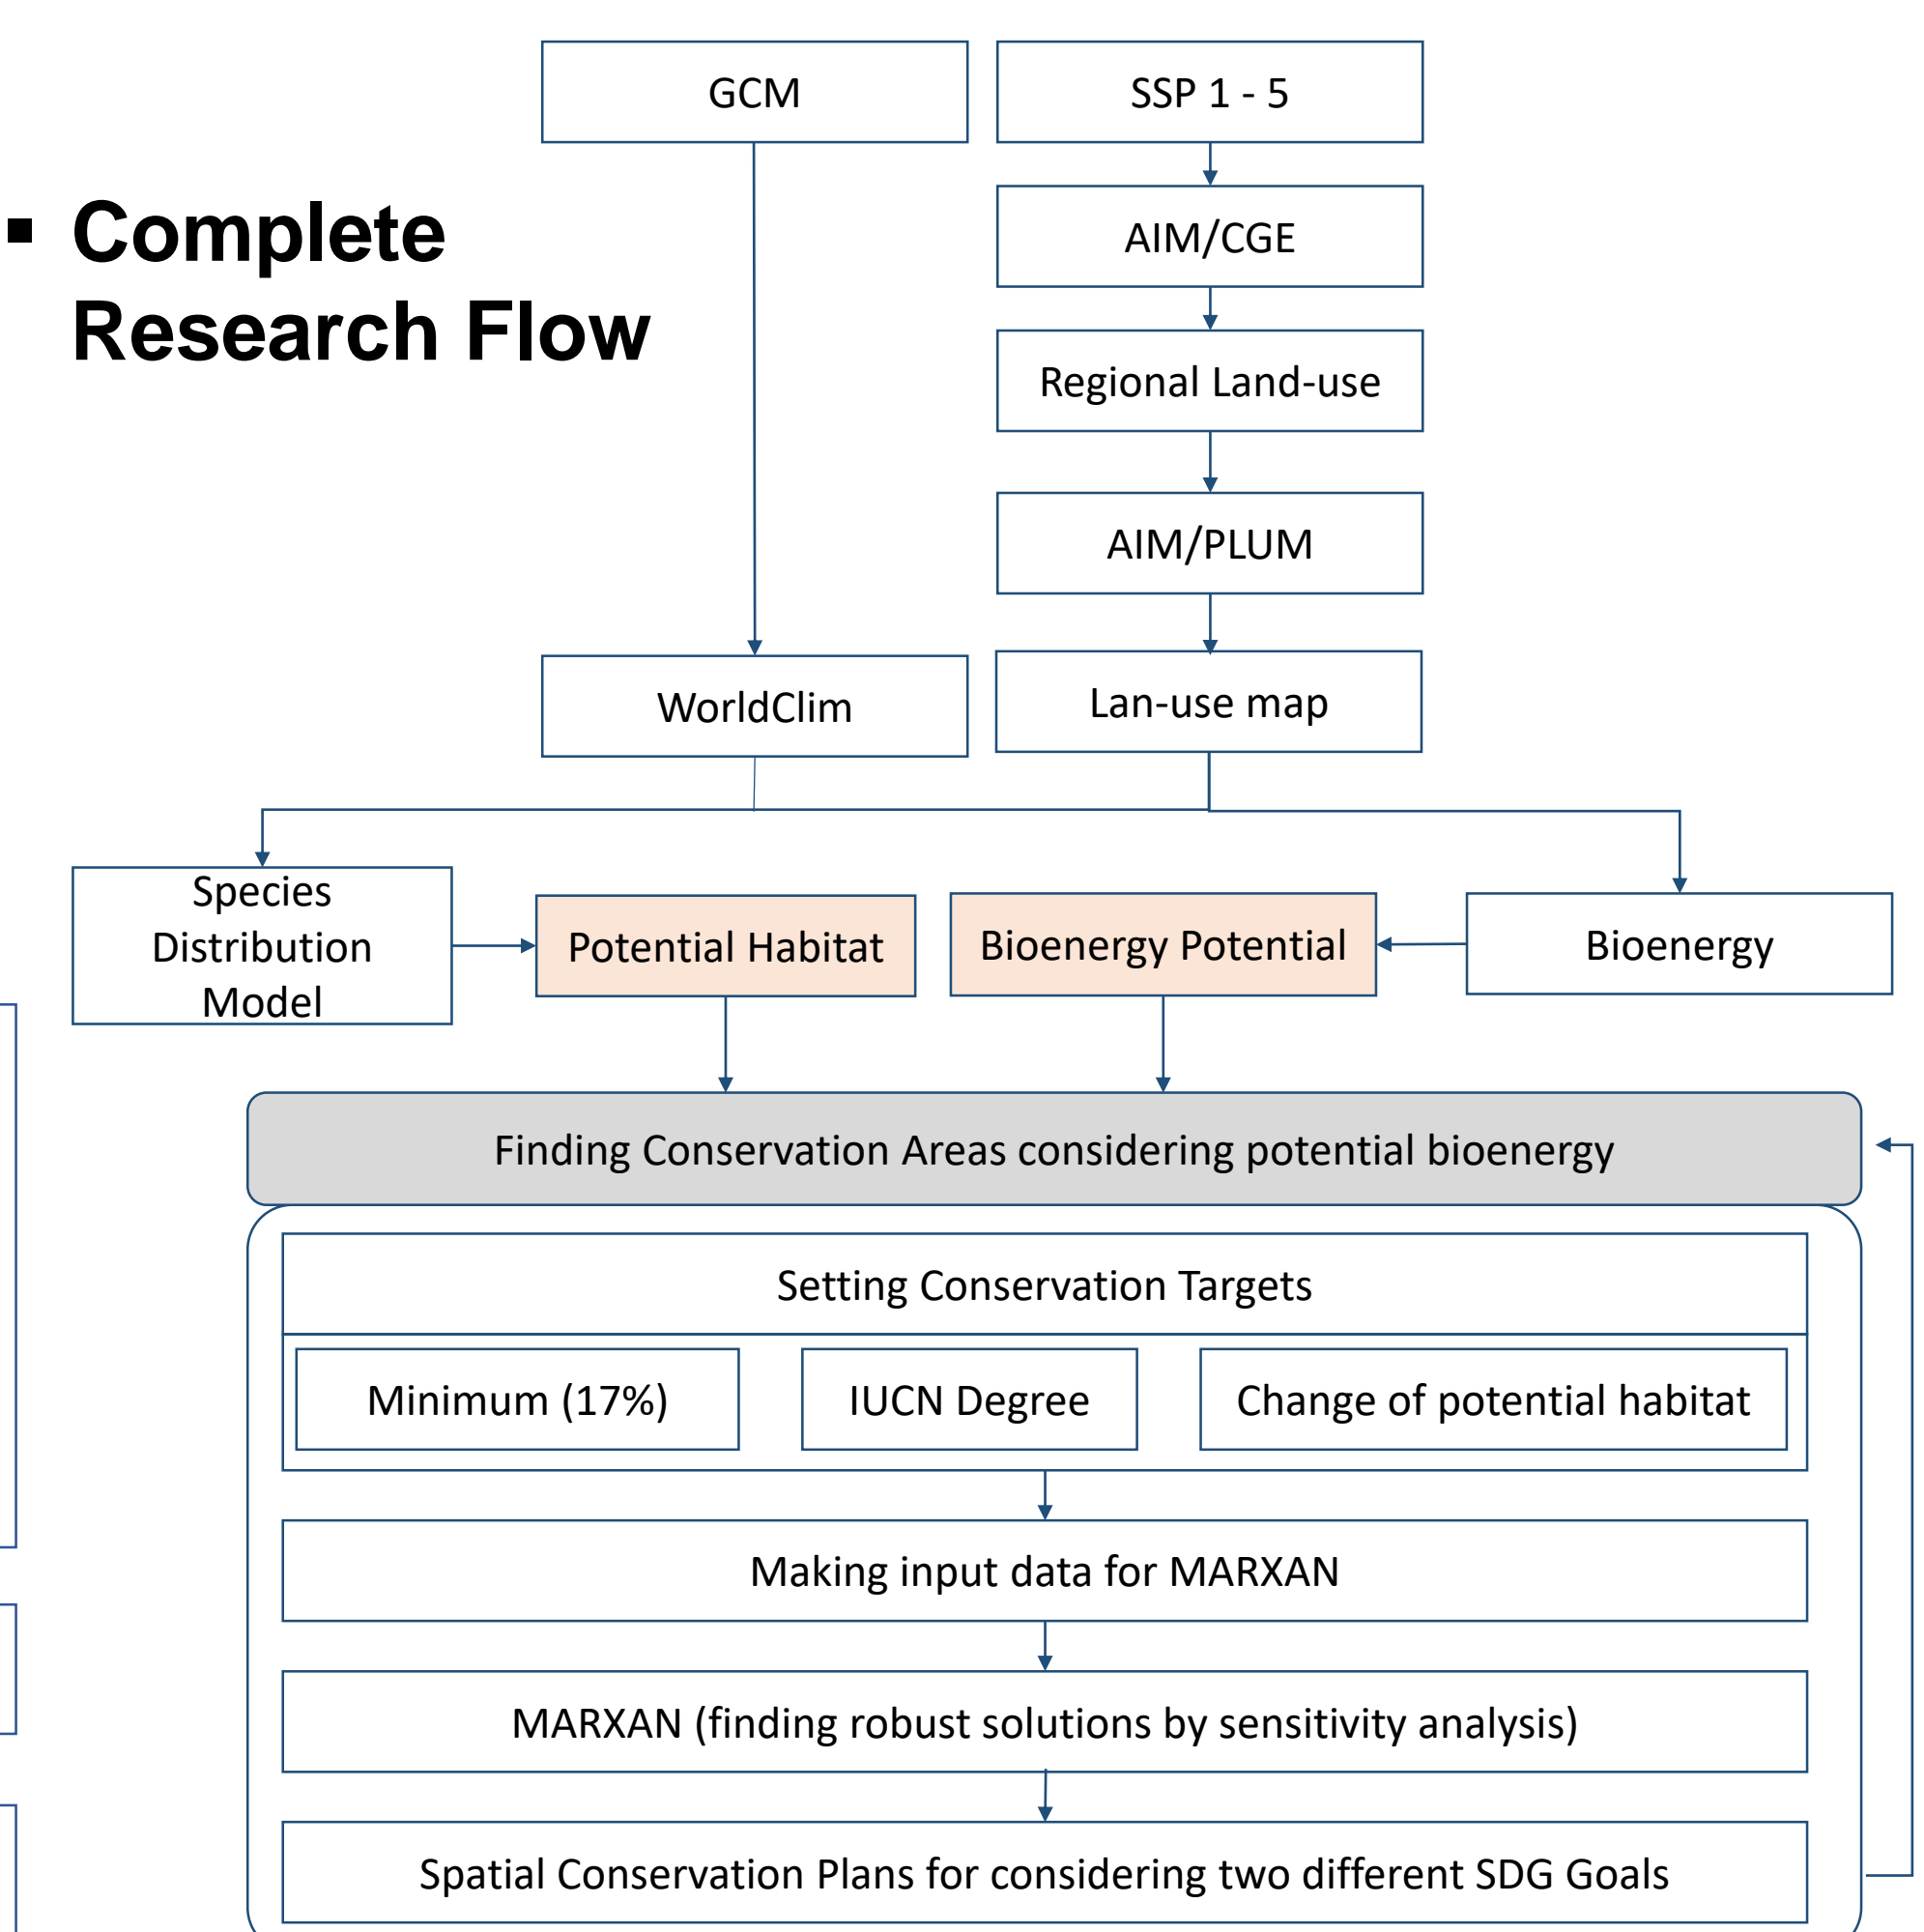 GCM
SSP 1 - 5
▪ Complete
Research Flow
AIM/CGE
Regional Land-use
AIM/PLUM
WorldClim
Lan-use map
Species
Distribution
Model
Potential Habitat
Bioenergy Potential
Bioenergy
Finding Conservation Areas considering potential bioenergy
Setting Conservation Targets
Minimum (17%)
IUCN Degree
Change of potential habitat
Making input data for MARXAN
MARXAN (finding robust solutions by sensitivity analysis)
Spatial Conservation Plans for considering two different SDG Goals